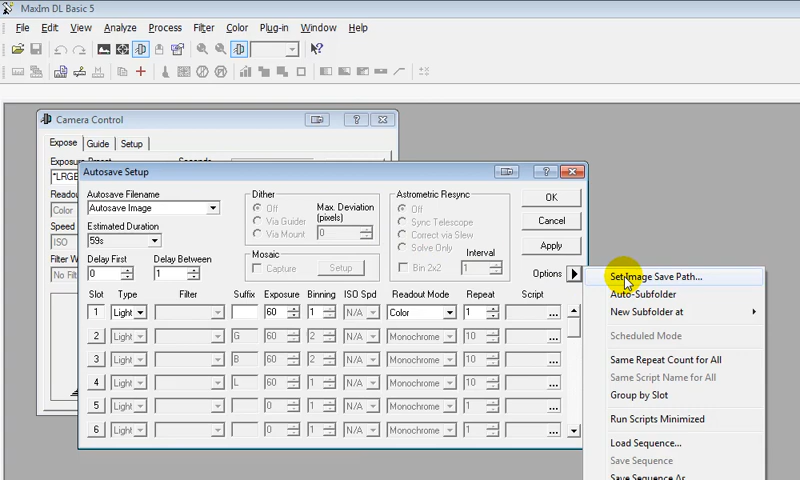 MaxIm DL Basic 5
File Edit View Analyze Process Filter Color Plug-in Window Help
Camera Control
Expose Guide Setup
Exposure Preset Seconds
*LRGB
Autosave Setup
Autosave Filename
Autosave Image
Estimated Duration
59s
Delay First Delay Between
0 1
Dither
Off
Via Guider
Via Mount
Max. Deviation
(pixels)
0
Mosaic
Capture Setup
Astrometric Resync
Off
Sync Telescope
Correct via Slew
Solve Only
Interval
Bin 2x2 1
OK
Cancel
Apply
Options
Color
Speed
ISO
Filter W
No Fil
Slot Type Filter Suffix Exposure Binning ISO Spd Readout Mode Repeat Script
1 Light 60 1 N/A Color 1 ...
2 Light G 60 2 N/A Monochrome 10 ...
3 Light B 60 2 N/A Monochrome 10 ...
4 Light L 60 1 N/A Monochrome 10 ...
5 Light 0 1 N/A Monochrome 1 ...
6 Light 0 1 N/A Monochrome 1 ...
Set Image Save Path...
Auto-Subfolder
New Subfolder at
Scheduled Mode
Same Repeat Count for All
Same Script Name for All
Group by Slot
Run Scripts Minimized
Load Sequence...
Save Sequence
Save Sequence As